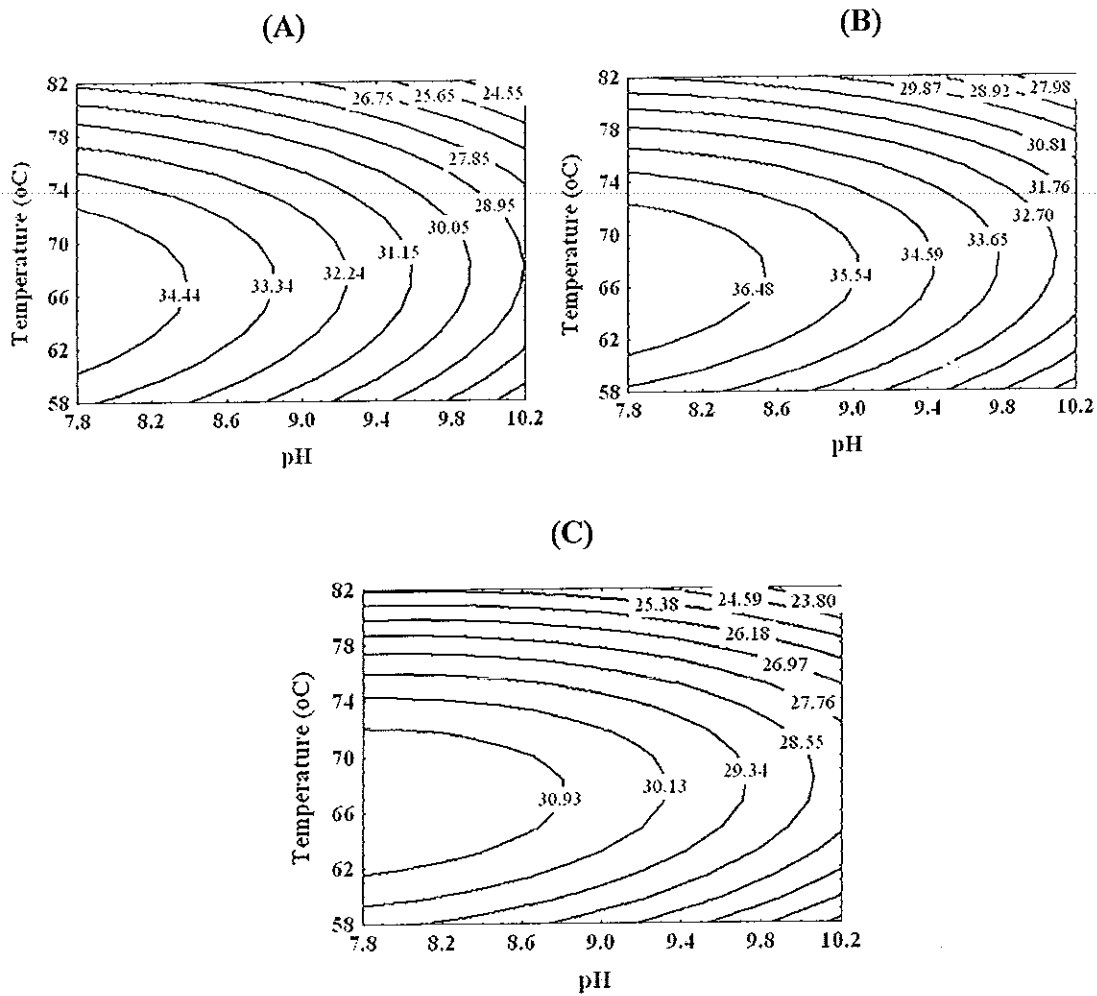 (A)
(B)
82
78
74
70
66
62
58
Temperature (oC)
7.8 8.2 8.6 9.0 9.4 9.8 10.2
pH
26.75 25.65 24.55
27.85
28.95
30.05
31.15
32.24
33.34
34.44
82
78
74
70
66
62
58
Temperature (oC)
7.8 8.2 8.6 9.0 9.4 9.8 10.2
pH
29.87 28.92 27.98
30.81
31.76
32.70
33.65
34.59
35.54
36.48
(C)
82
78
74
70
66
62
58
Temperature (oC)
7.8 8.2 8.6 9.0 9.4 9.8 10.2
pH
25.38 24.59 23.80
26.18
26.97
27.76
28.55
29.34
30.13
30.93